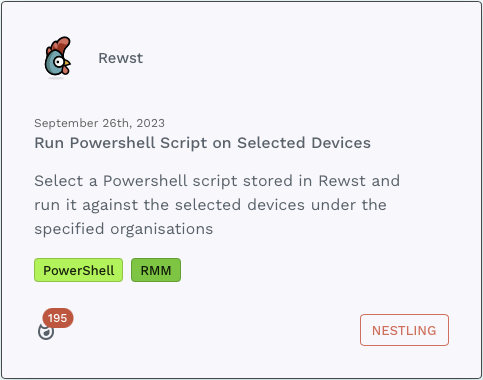 Rewst
September 26th, 2023
Run Powershell Script on Selected Devices
Select a Powershell script stored in Rewst and
run it against the selected devices under the
specified organisations
PowerShell RMM
195
NESTLING